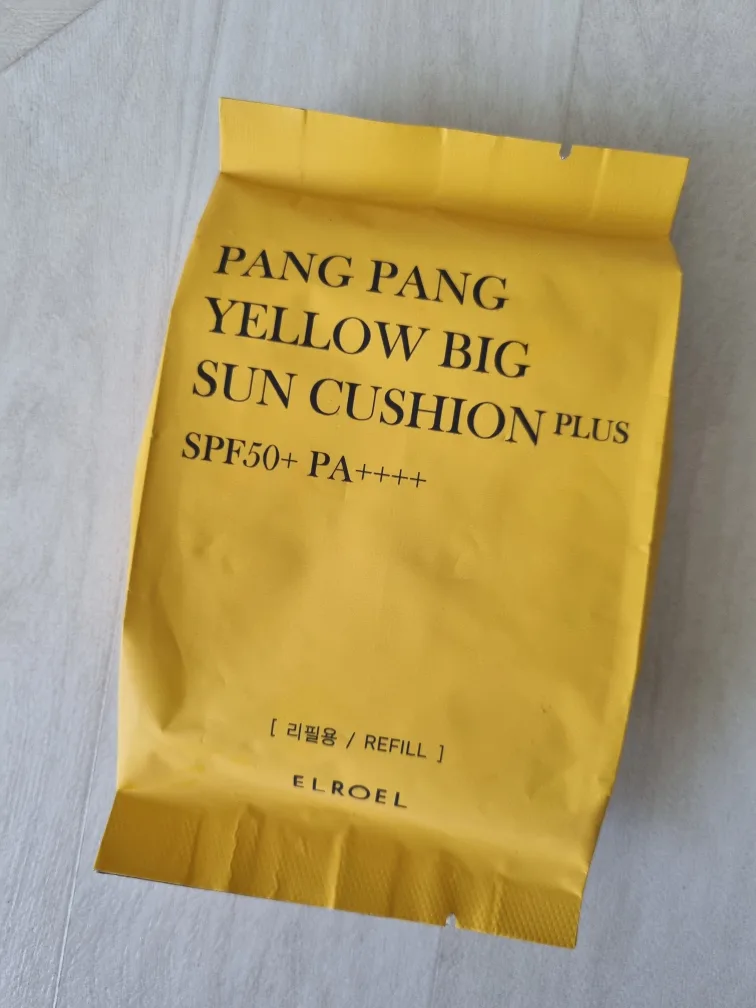 PANG PANG
YELLOW BIG
SUN CUSHION PLUS
SPF50+ PA++++
[ 리필용 / REFILL ]
ELROEL